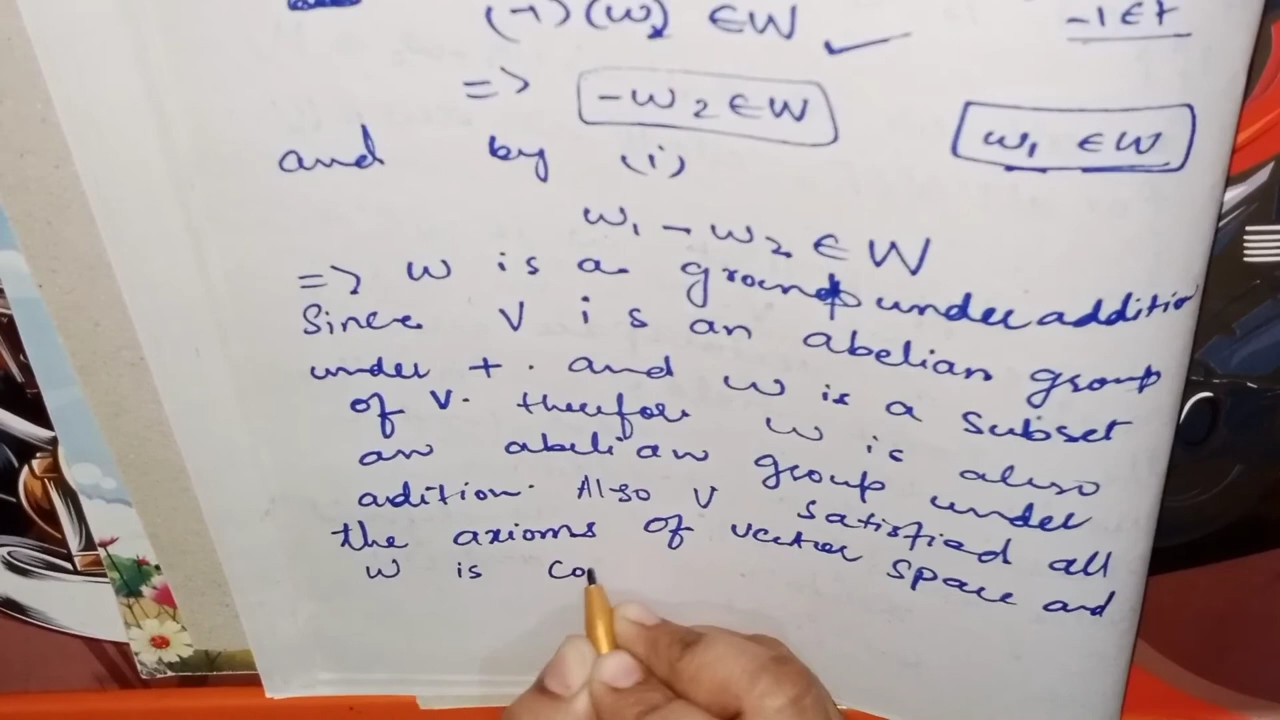 (-1)(w₂) ∈ W ✓ -1 ∈ F
=> -w₂ ∈ W
and by (i) w₁ ∈ W
w₁ - w₂ ∈ W
=> W is a group under addition
Since V is an abelian group
under + . and W is a subset
of V. therefore W is also
an abelian group under
adition. Also V satisfied all
the axioms of vector space and
W is co